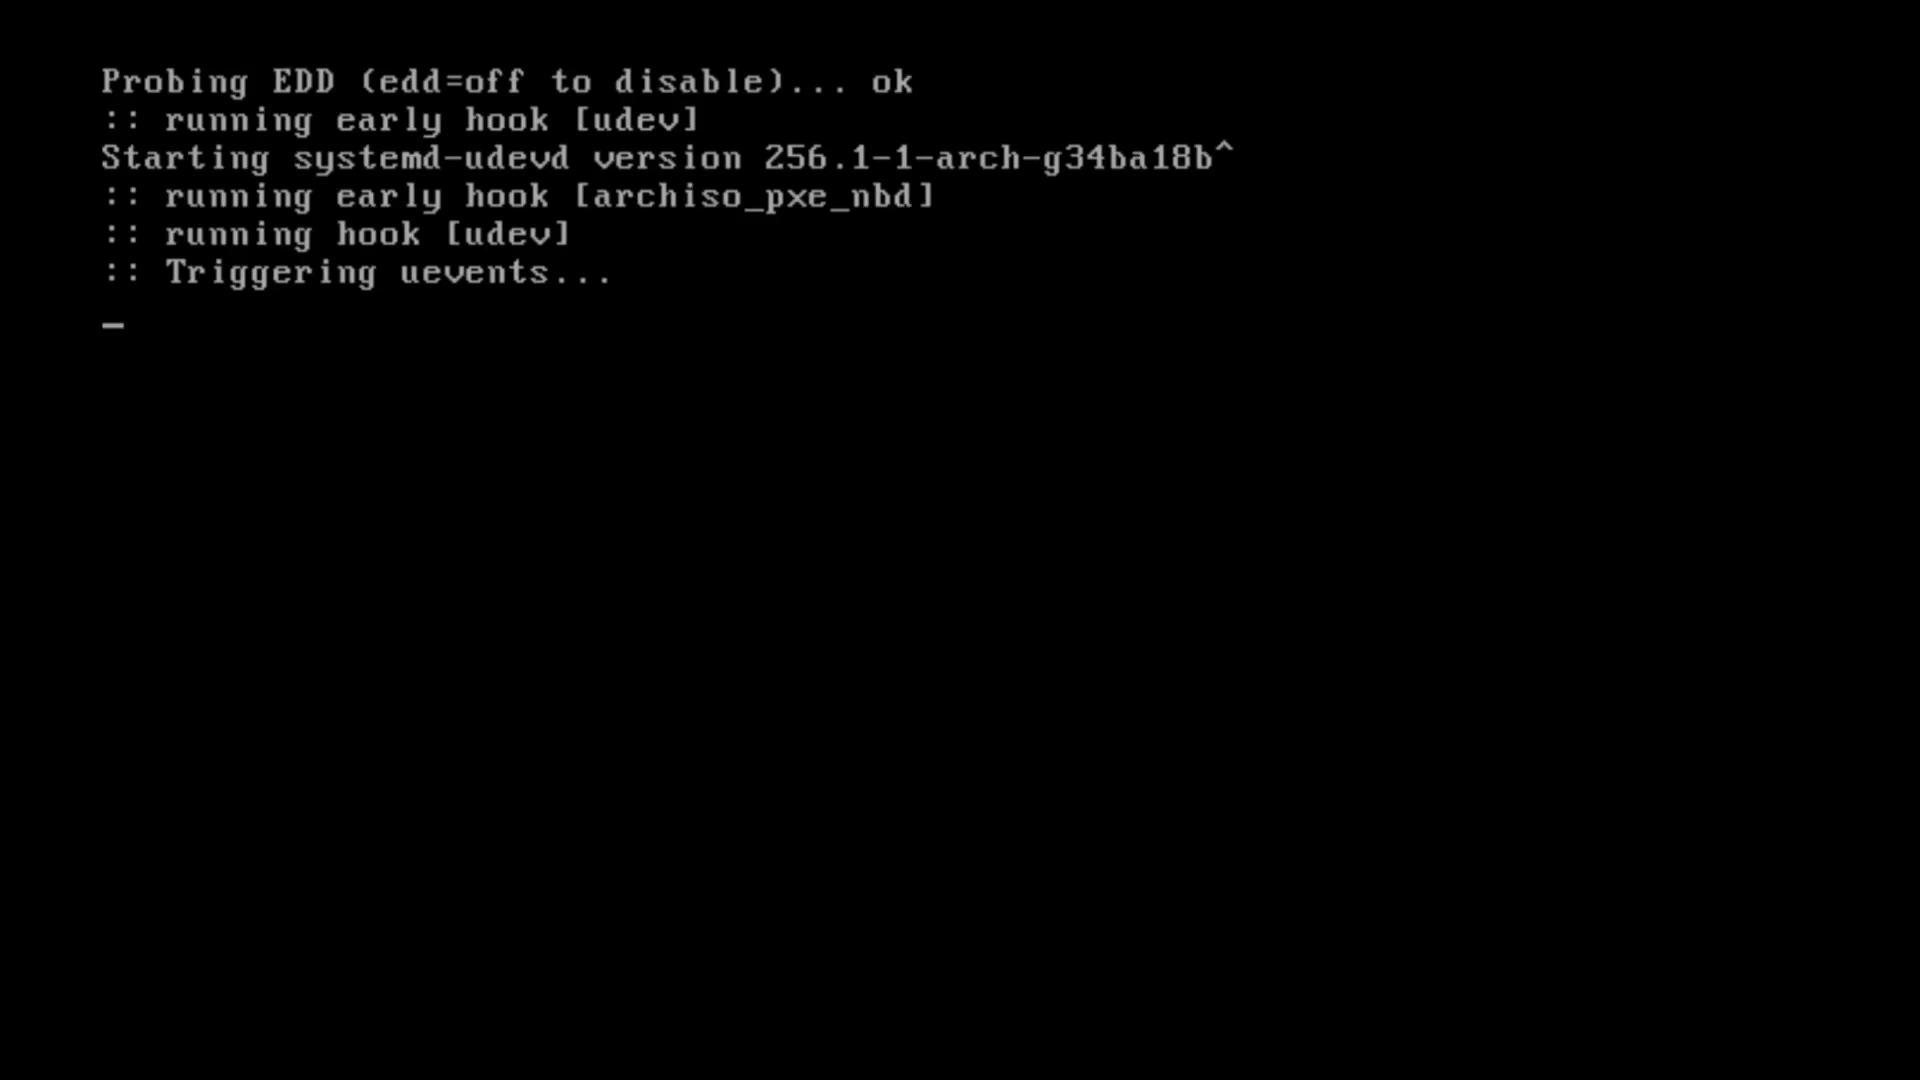 Probing EDD (edd=off to disable)... ok
:: running early hook [udev]
Starting systemd-udevd version 256.1-1-arch-g34ba18b^
:: running early hook [archiso_pxe_nbd]
:: running hook [udev]
:: Triggering uevents...
_